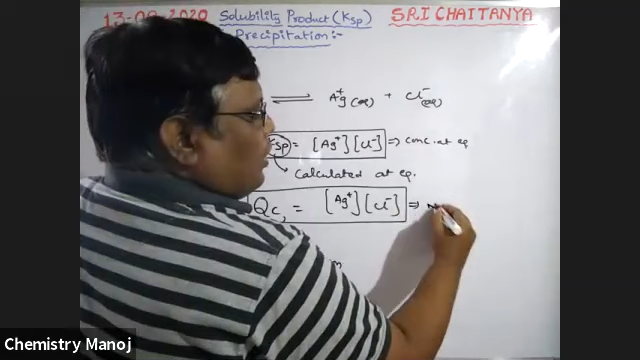 13-08-2020 Solubility Product (Ksp) SRI CHAITANYA
Precipitation:-
⇌ Ag⁺(aq) + Cl⁻(aq)
Ksp = [Ag⁺][Cl⁻] ⇒ conc. at eq
Calculated at eq.
Qc = [Ag⁺][Cl⁻] ⇒
Chemistry Manoj